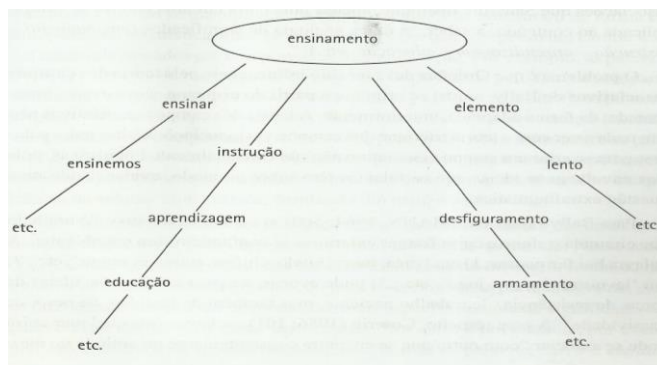 ensinamento
ensinar
elemento
ensinemos
instrução
lento
etc.
aprendizagem
desfiguramento
etc.
educação
armamento
etc.
etc.